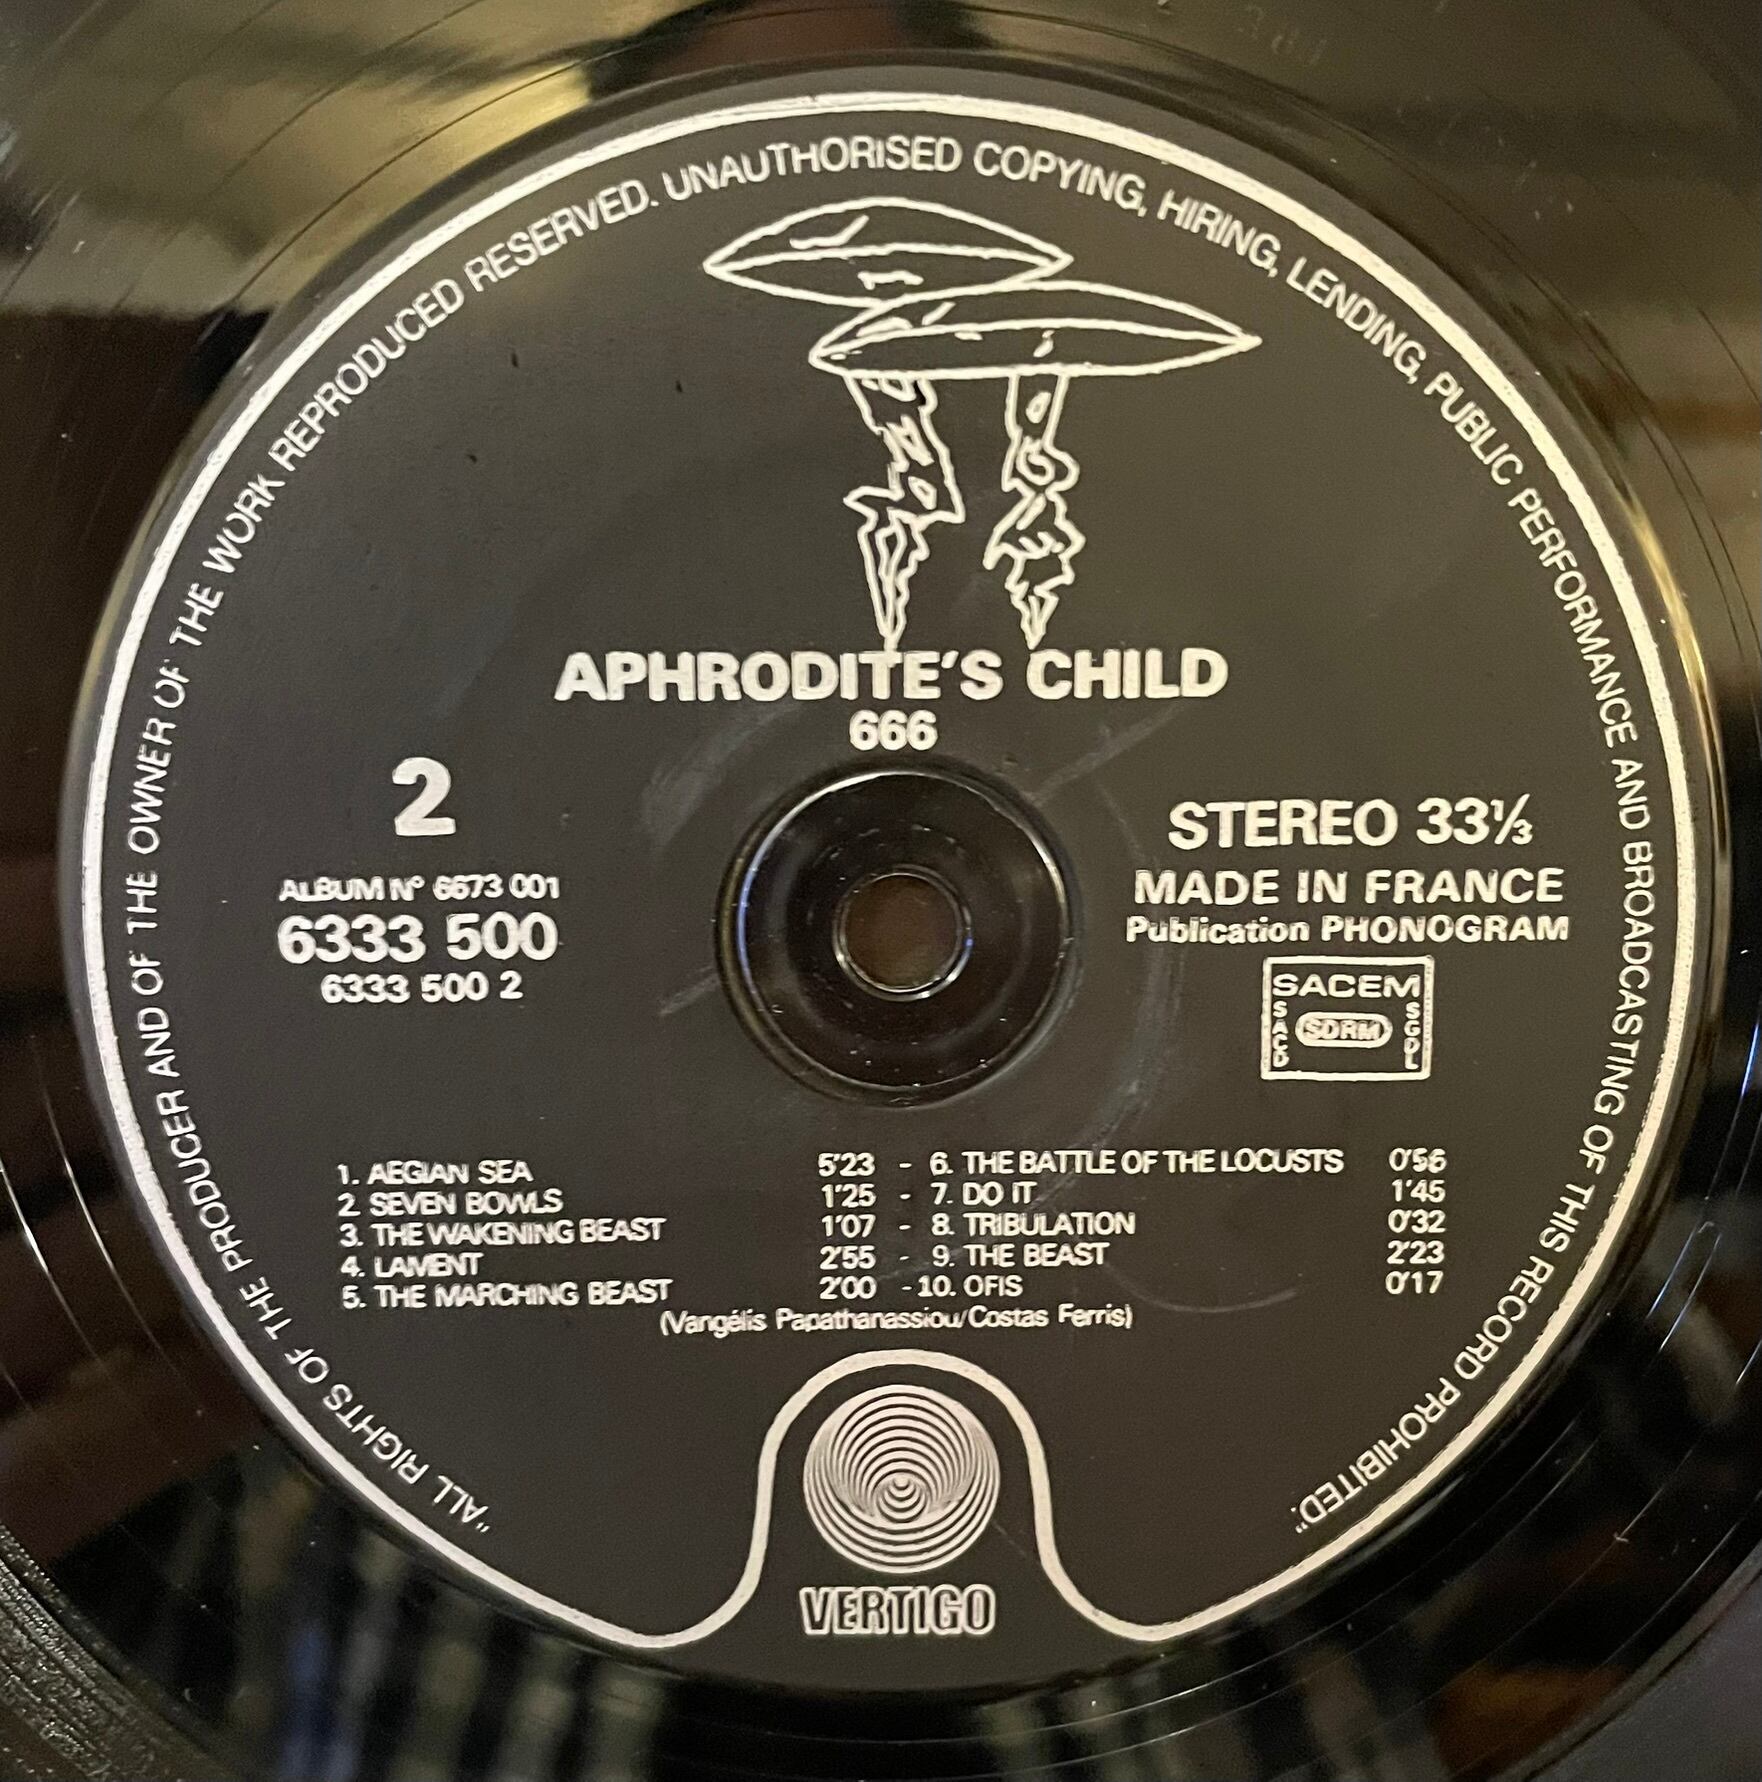 "ALL RIGHTS OF THE PRODUCER AND OF THE OWNER OF THE WORK REPRODUCED RESERVED. UNAUTHORISED COPYING, HIRING, LENDING, PUBLIC PERFORMANCE AND BROADCASTING OF THIS RECORD PROHIBITED."
APHRODITE'S CHILD
666
2
ALBUM N° 6673 001
6333 500
6333 500 2
STEREO 33⅓
MADE IN FRANCE
Publication PHONOGRAM
SACEM
SACD
SDRM
SGDL
1. AEGIAN SEA 5'23 - 6. THE BATTLE OF THE LOCUSTS 0'56
2 SEVEN BOWLS 1'25 - 7. DO IT 1'45
3. THE WAKENING BEAST 1'07 - 8. TRIBULATION 0'32
4. LAMENT 2'55 - 9. THE BEAST 2'23
5. THE MARCHING BEAST 2'00 - 10. OFIS 0'17
(Vangélis Papathanassiou/Costas Ferris)
VERTIGO